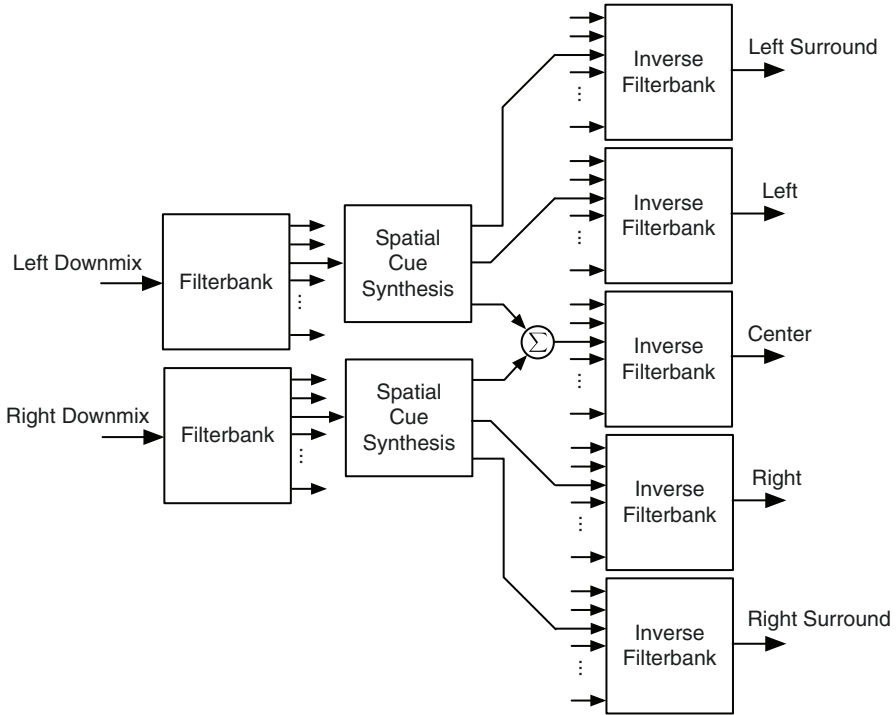 Left Downmix
Filterbank
Spatial
Cue
Synthesis
Right Downmix
Filterbank
Spatial
Cue
Synthesis
Σ
Inverse
Filterbank
Left Surround
Inverse
Filterbank
Left
Inverse
Filterbank
Center
Inverse
Filterbank
Right
Inverse
Filterbank
Right Surround